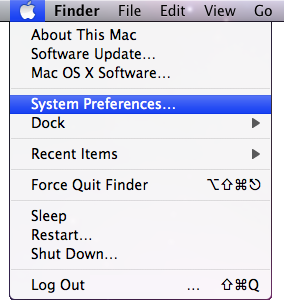 Finder File Edit View Go
About This Mac
Software Update...
Mac OS X Software...
System Preferences...
Dock
Recent Items
Force Quit Finder ⌥⇧⌘⎋
Sleep
Restart...
Shut Down...
Log Out ... ⇧⌘Q